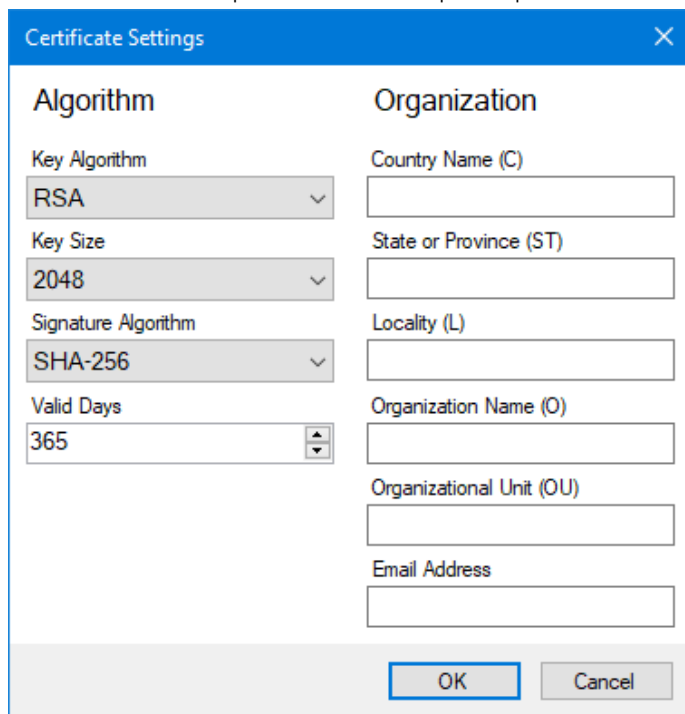 Certificate Settings
Algorithm
Key Algorithm
RSA
Key Size
2048
Signature Algorithm
SHA-256
Valid Days
365
Organization
Country Name (C)
State or Province (ST)
Locality (L)
Organization Name (O)
Organizational Unit (OU)
Email Address
OK
Cancel